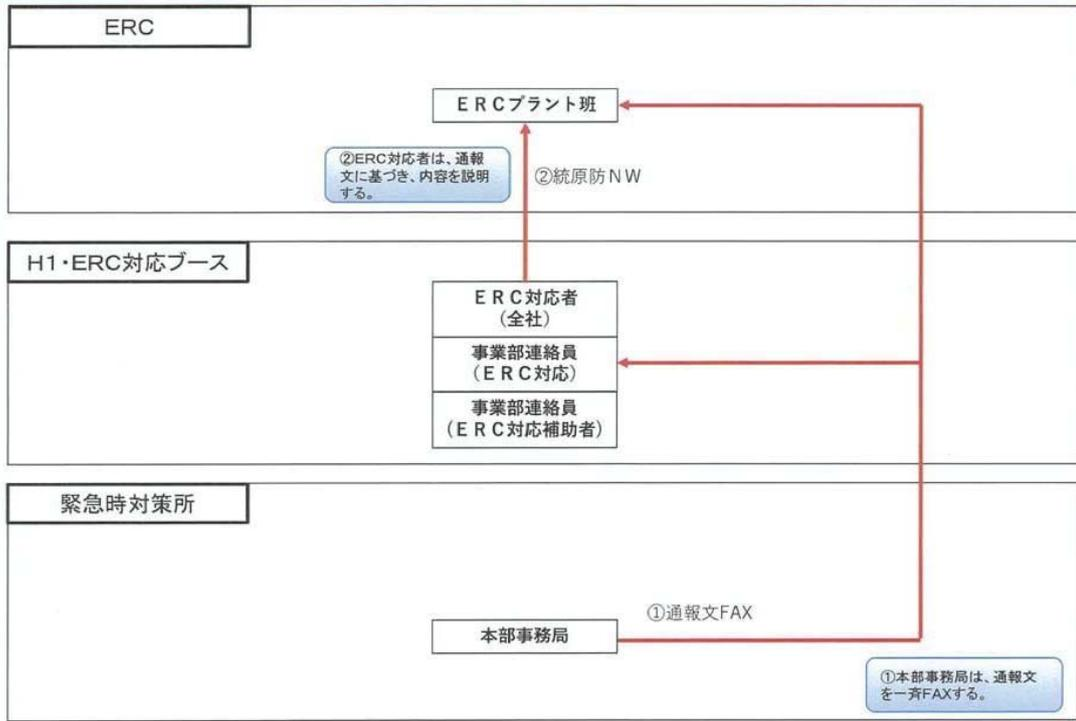 ERC
ERCプラント班
②ERC対応者は、通報
文に基づき、内容を説明
する。
②統原防NW
H1・ERC対応ブース
ERC対応者
(全社)
事業部連絡員
(ERC対応)
事業部連絡員
(ERC対応補助者)
緊急時対策所
①通報文FAX
本部事務局
①本部事務局は、通報文
を一斉FAXする。